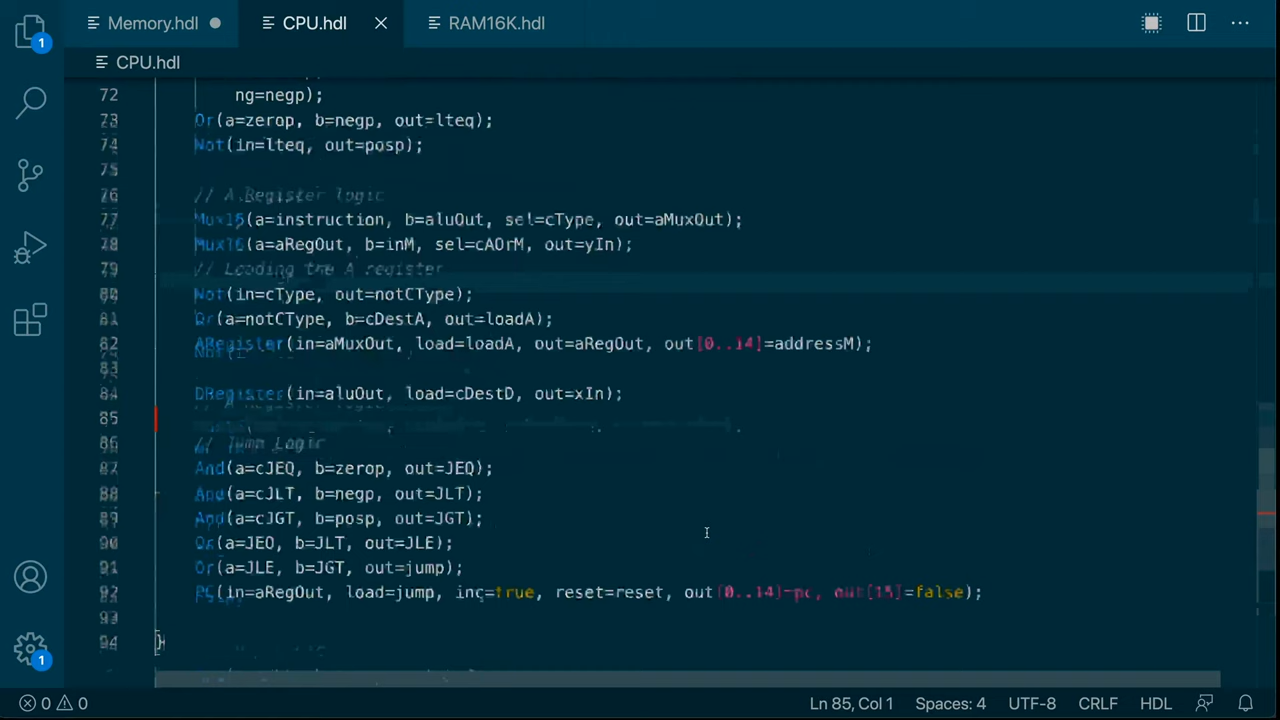 Memory.hdl
CPU.hdl
RAM16K.hdl
CPU.hdl
72 ng=negp);
73 Or(a=zerop, b=negp, out=lteq);
74 Not(in=lteq, out=posp);
75
76 // A Register logic
77 Mux16(a=instruction, b=aluOut, sel=cType, out=aMuxOut);
78 Mux16(a=aRegOut, b=inM, sel=cAOrM, out=yIn);
79 // Loading the A register
80 Not(in=cType, out=notCType);
81 Or(a=notCType, b=cDestA, out=loadA);
82 ARegister(in=aMuxOut, load=loadA, out=aRegOut, out[0..14]=addressM);
83
84 DRegister(in=aluOut, load=cDestD, out=xIn);
85
86 // Jump Logic
87 And(a=cJEQ, b=zerop, out=JEQ);
88 And(a=cJLT, b=negp, out=JLT);
89 And(a=cJGT, b=posp, out=JGT);
90 Or(a=JEQ, b=JLT, out=JLE);
91 Or(a=JLE, b=JGT, out=jump);
92 PC(in=aRegOut, load=jump, inc=true, reset=reset, out[0..14]=pc, out[15]=false);
93
94 }
1
1
0 0
Ln 85, Col 1
Spaces: 4
UTF-8
CRLF
HDL